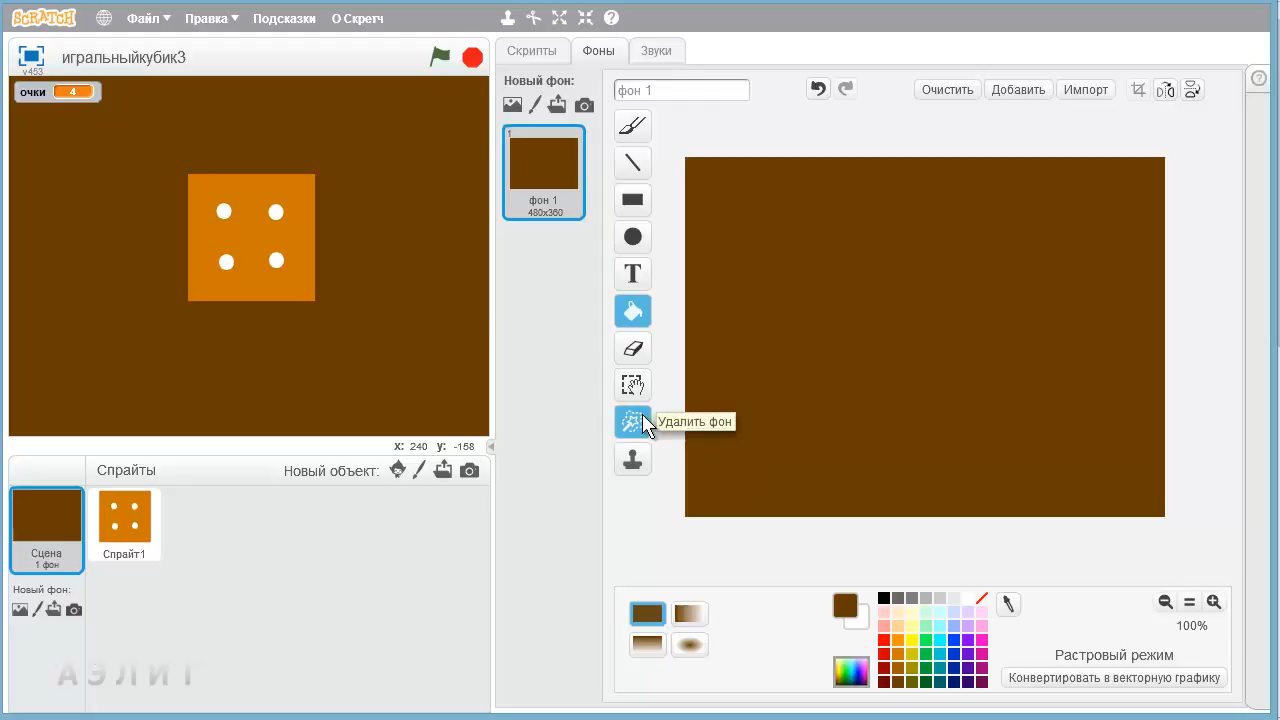 SCRATCH Файл Правка Подсказки О Скретч
игральныйкубик3
v453
очки 4
x: 240 y: -158
Спрайты Новый объект:
Сцена
1 фон
Спрайт1
Новый фон:
АЭЛИТ
Скрипты Фоны Звуки
Новый фон:
1
фон 1
480x360
фон 1
Очистить Добавить Импорт
T
Удалить фон
100%
Растровый режим
Конвертировать в векторную графику